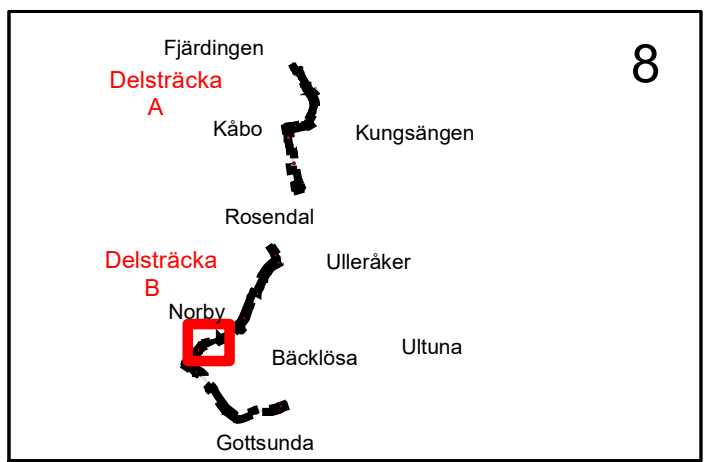 Fjärdingen
8
Delsträcka
A
Kåbo
Kungsängen
Rosendal
Delsträcka
B
Ulleråker
Norby
Bäcklösa
Ultuna
Gottsunda